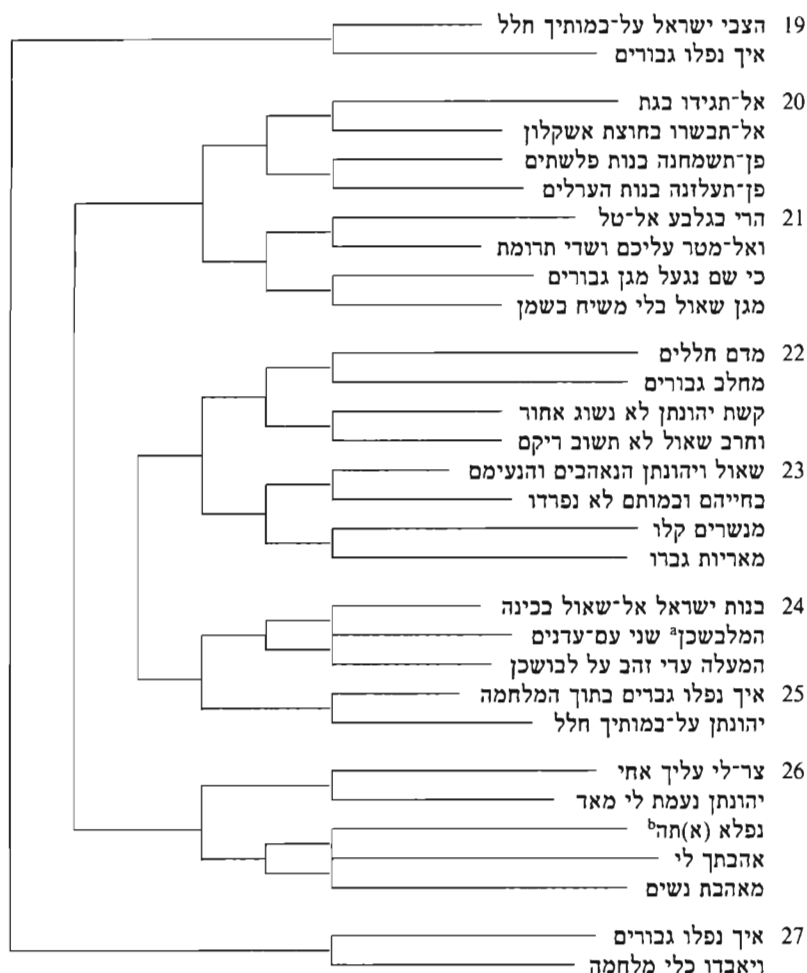 19 הצבי ישראל על־במותיך חלל
איך נפלו גבורים
20 אל־תגידו בגת
אל־תבשרו בחוצת אשקלון
פן־תשמחנה בנות פלשתים
פן־תעלזנה בנות הערלים
21 הרי בגלבע אל־טל
ואל־מטר עליכם ושדי תרומת
כי שם נגעל מגן גבורים
מגן שאול בלי משיח בשמן
22 מדם חללים
מחלב גבורים
קשת יהונתן לא נשוג אחור
וחרב שאול לא תשוב ריקם
23 שאול ויהונתן הנאהבים והנעימם
בחייהם ובמותם לא נפרדו
מנשרים קלו
מאריות גברו
24 בנות ישראל אל־שאול בכינה
המלבשכןa שני עם־עדנים
המעלה עדי זהב על לבושכן
25 איך נפלו גברים בתוך המלחמה
יהונתן על־במותיך חלל
26 צר־לי עליך אחי
יהונתן נעמת לי מאד
נפלא (א)תהb
אהבתך לי
מאהבת נשים
27 איך נפלו גבורים
ויאבדו כלי מלחמה